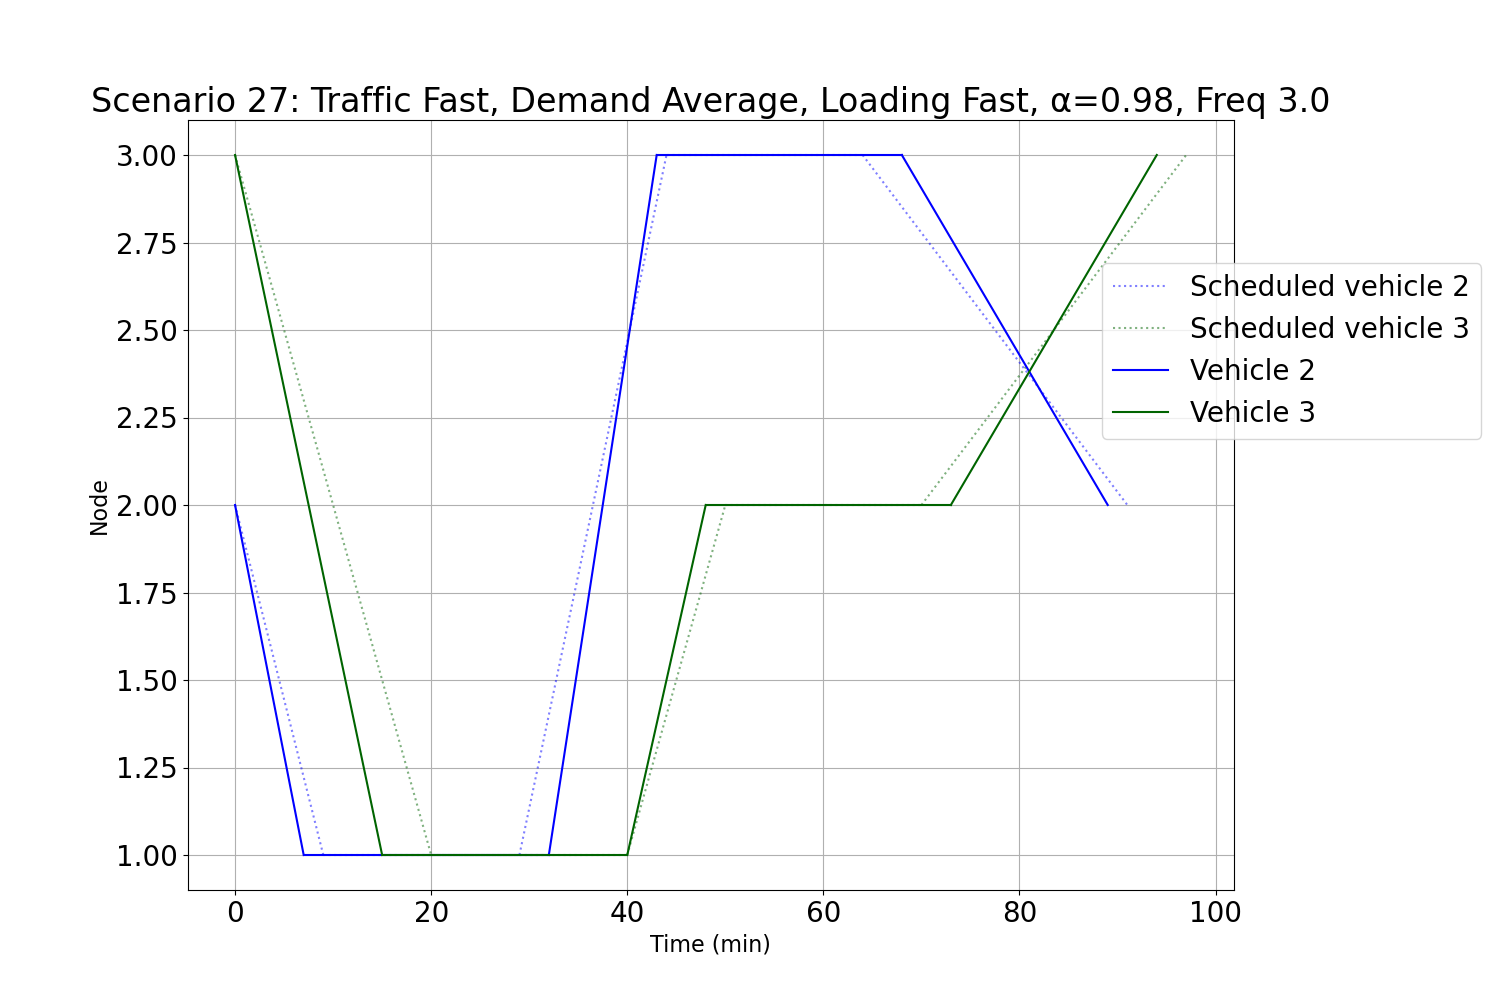 Scenario 27: Traffic Fast, Demand Average, Loading Fast, α=0.98, Freq 3.0
3.00
2.75
2.50
2.25
2.00
1.75
1.50
1.25
1.00
Node
Scheduled vehicle 2
Scheduled vehicle 3
Vehicle 2
Vehicle 3
0 20 40 60 80 100
Time (min)